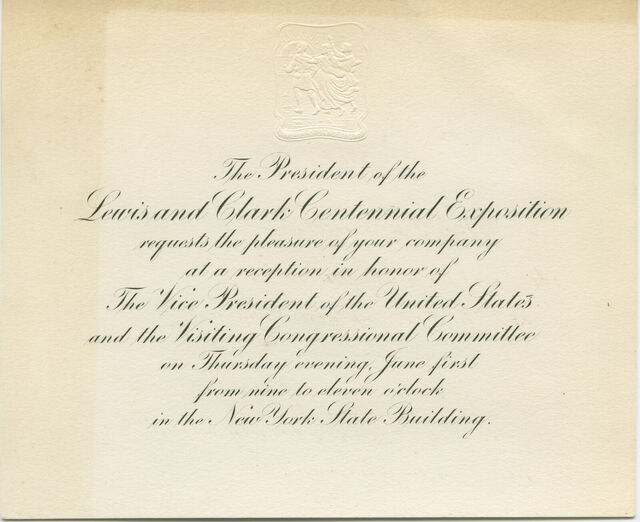 The President of the
Lewis and Clark Centennial Exposition
requests the pleasure of your company
at a reception in honor of
The Vice President of the United States
and the Visiting Congressional Committee
on Thursday evening, June first
from nine to eleven o'clock
in the New York State Building.